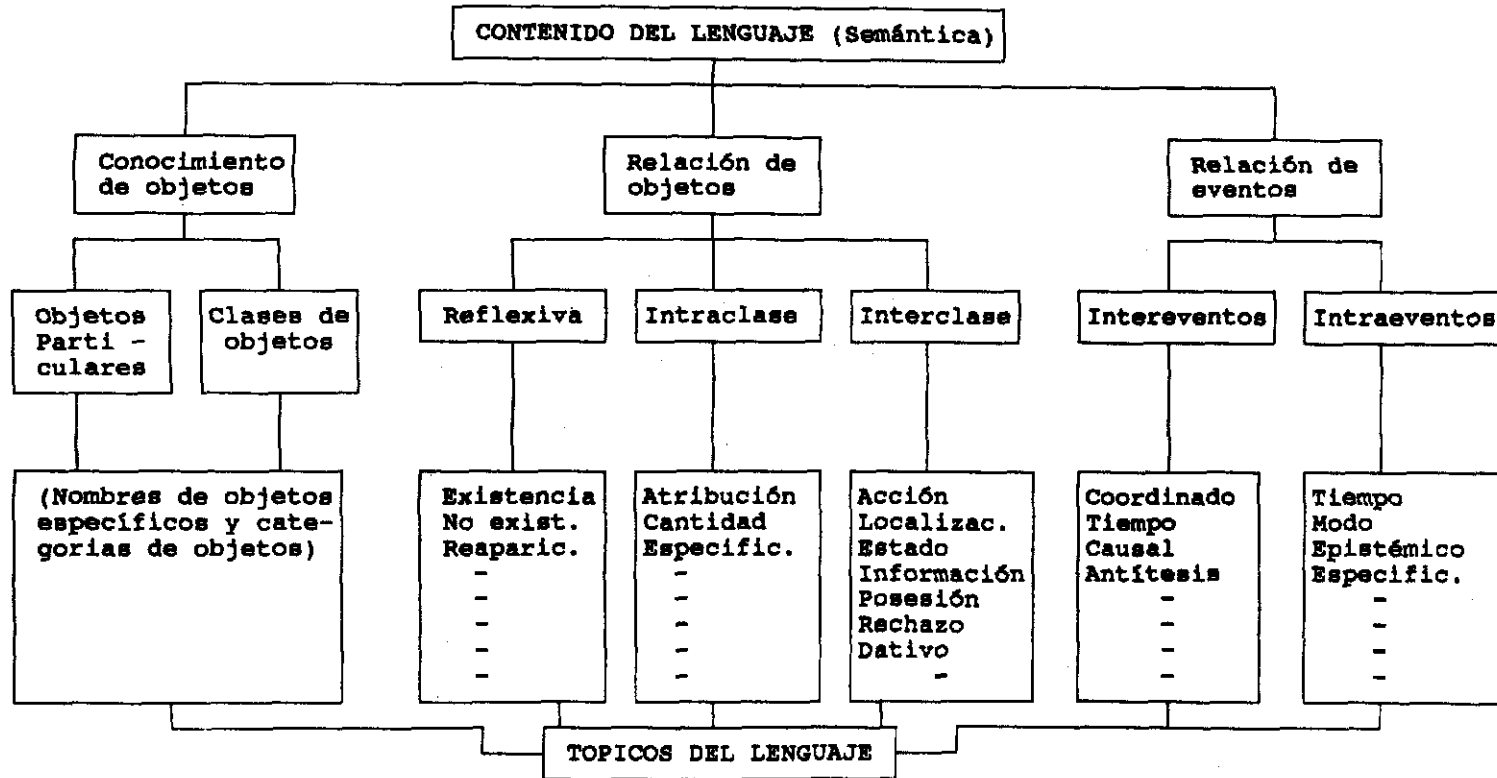 CONTENIDO DEL LENGUAJE (Semántica)
Conocimiento
de objetos
Relación de
objetos
Relación de
eventos
Objetos
Parti -
culares
Clases de
objetos
Reflexiva
Intraclase
Interclase
Intereventos
Intraeventos
(Nombres de objetos
específicos y cate-
gorias de objetos)
Existencia
No exist.
Reaparic.
-
-
-
-
-
Atribución
Cantidad
Especific.
-
-
-
-
-
Acción
Localizac.
Estado
Información
Posesión
Rechazo
Dativo
-
Coordinado
Tiempo
Causal
Antítesis
-
-
-
-
Tiempo
Modo
Epistémico
Especific.
-
-
-
-
TOPICOS DEL LENGUAJE